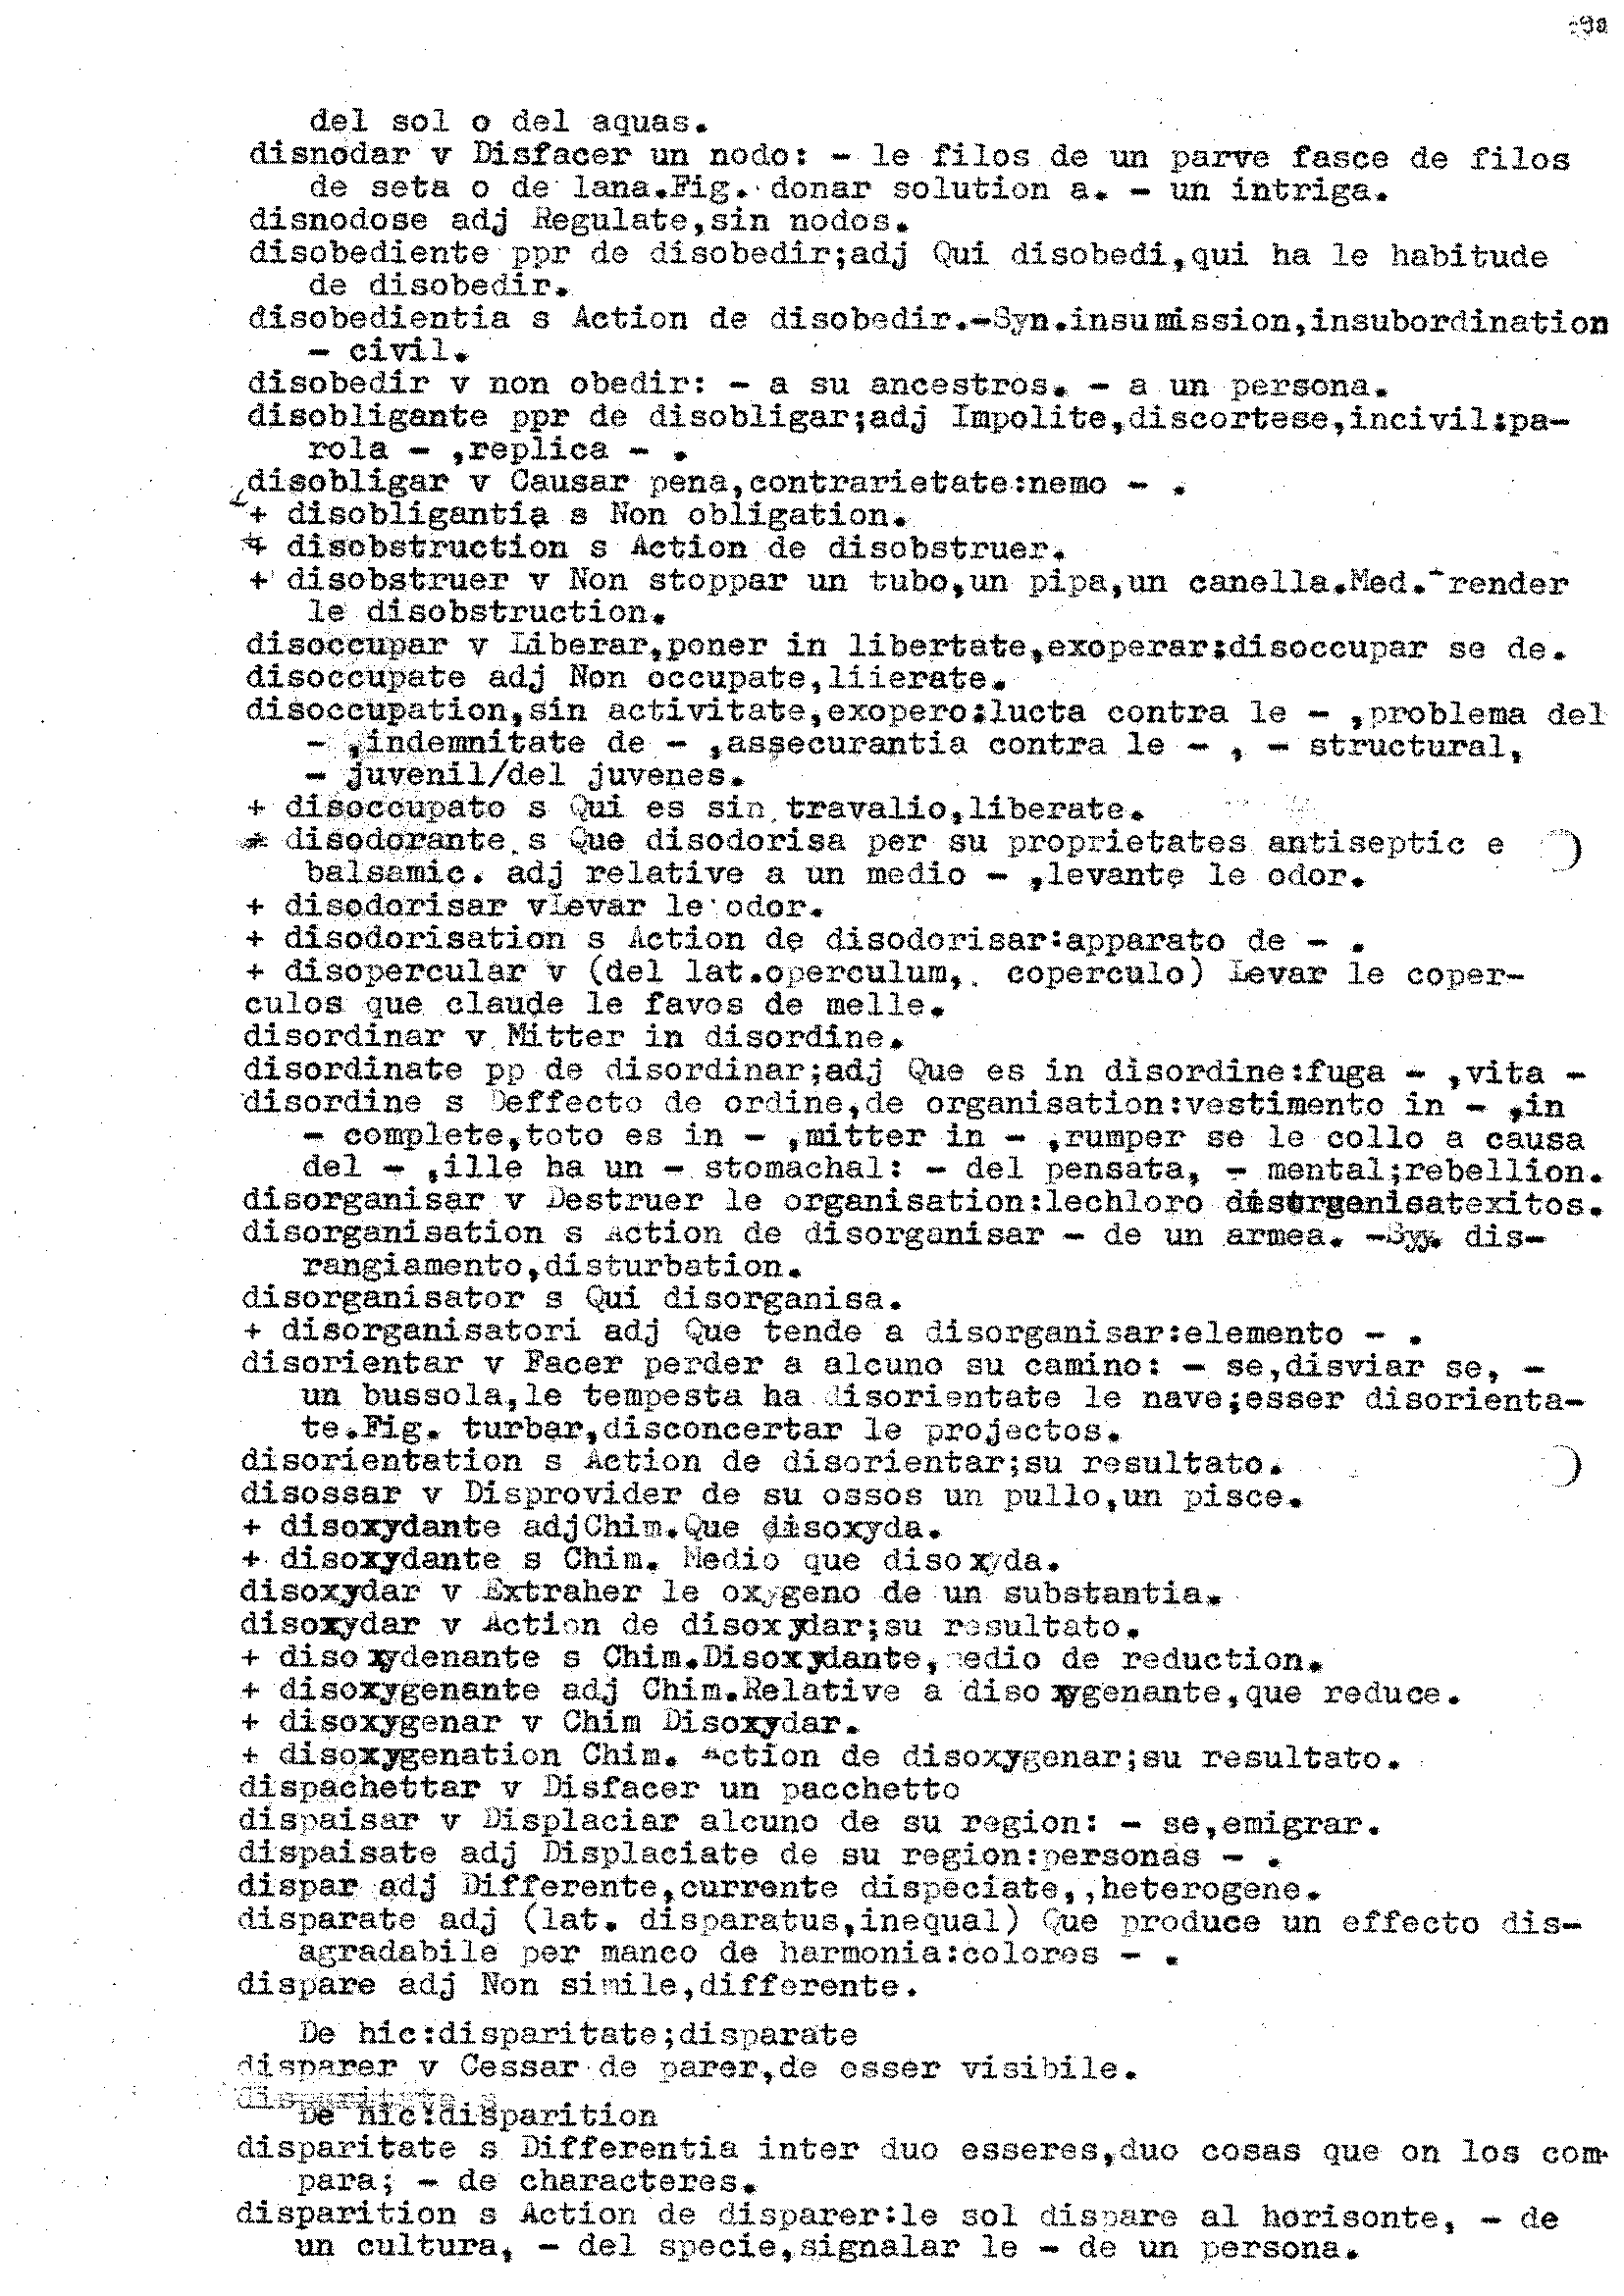 del sol o del aquas.
disnodar v Disfacer un nodo: - le filos de un parve fasce de filos
de seta o de lana.Fig. donar solution a. - un intriga.
disnodose adj Regulate,sin nodos.
disobediente ppr de disobedir;adj Qui disobedi,qui ha le habitude
de disobedir.
disobedientia s Action de disobedir.-Syn.insumission,insubordination
- civil.
disobedir v non obedir: - a su ancestros. - a un persona.
disobligante ppr de disobligar;adj Impolite,discortese,incivil:pa-
rola - ,replica - .
disobligar v Causar pena,contrarietate:nemo - .
+ disobligantia s Non obligation.
+ disobstruction s Action de disobstruer.
+ disobstruer v Non stoppar un tubo,un pipa,un canella.Med.-render
le disobstruction.
disoccupar v Liberar,poner in libertate,exoperar;disoccupar se de.
disoccupate adj Non occupate,liierate.
disoccupation,sin activitate,exopero:lucta contra le - ,problema del
- ,indemnitate de - ,assecurantia contra le - , - structural,
- juvenil/del juvenes.
+ disoccupato s Qui es sin travalio,liberate.
+ disodorante s Que disodorisa per su proprietates antiseptic e
balsamic. adj relative a un medio - ,levante le odor.
+ disodorisar vLevar le odor.
+ disodorisation s Action de disodorisar:apparato de - .
+ disopercular v (del lat.operculum,. coperculo) Levar le coper-
culos que claude le favos de melle.
disordinar v Mitter in disordine.
disordinate pp de disordinar;adj Que es in disordine:fuga - ,vita -
disordine s Deffecto de ordine,de organisation:vestimento in - ,in
- complete,toto es in - ,mitter in - ,rumper se le collo a causa
del - ,ille ha un - stomachal: - del pensata, - mental;rebellion.
disorganisar v Destruer le organisation:lechloro disorganisatexitos.
disorganisation s Action de disorganisar - de un armea. -Syy. dis-
rangiamento,disturbation.
disorganisator s Qui disorganisa.
+ disorganisatori adj Que tende a disorganisar:elemento - .
disorientar v Facer perder a alcuno su camino: - se,disviar se, -
un bussola,le tempesta ha disorientate le nave;esser disorienta-
te.Fig. turbar,disconcertar le projectos.
disorientation s Action de disorientar;su resultato.
disossar v Disprovider de su ossos un pullo,un pisce.
+ disoxydante adjChim.Que disoxyda.
+ disoxydante s Chim. Medio que disoxyda.
disoxydar v Extraher le oxygeno de un substantia.
disoxydar v Action de disoxydar;su resultato.
+ disoxydenante s Chim.Disoxydante,medio de reduction.
+ disoxygenante adj Chim.Relative a disoxygenante,que reduce.
+ disoxygenar v Chim Disoxydar.
+ disoxygenation Chim. Action de disoxygenar;su resultato.
dispachettar v Disfacer un pacchetto
dispaisar v Displaciar alcuno de su region: - se,emigrar.
dispaisate adj Displaciate de su region:personas - .
dispar adj Differente,currente dispeciate,,heterogene.
disparate adj (lat. disparatus,inequal) Que produce un effecto dis-
agradabile per manco de harmonia:colores - .
dispare adj Non simile,differente.
De hic:disparitate;disparate
disparer v Cessar de parer,de esser visibile.
De hic:disparition
disparitate s Differentia inter duo esseres,duo cosas que on los com-
para; - de characteres.
disparition s Action de disparer:le sol dispare al horisonte, - de
un cultura, - del specie,signalar le - de un persona.